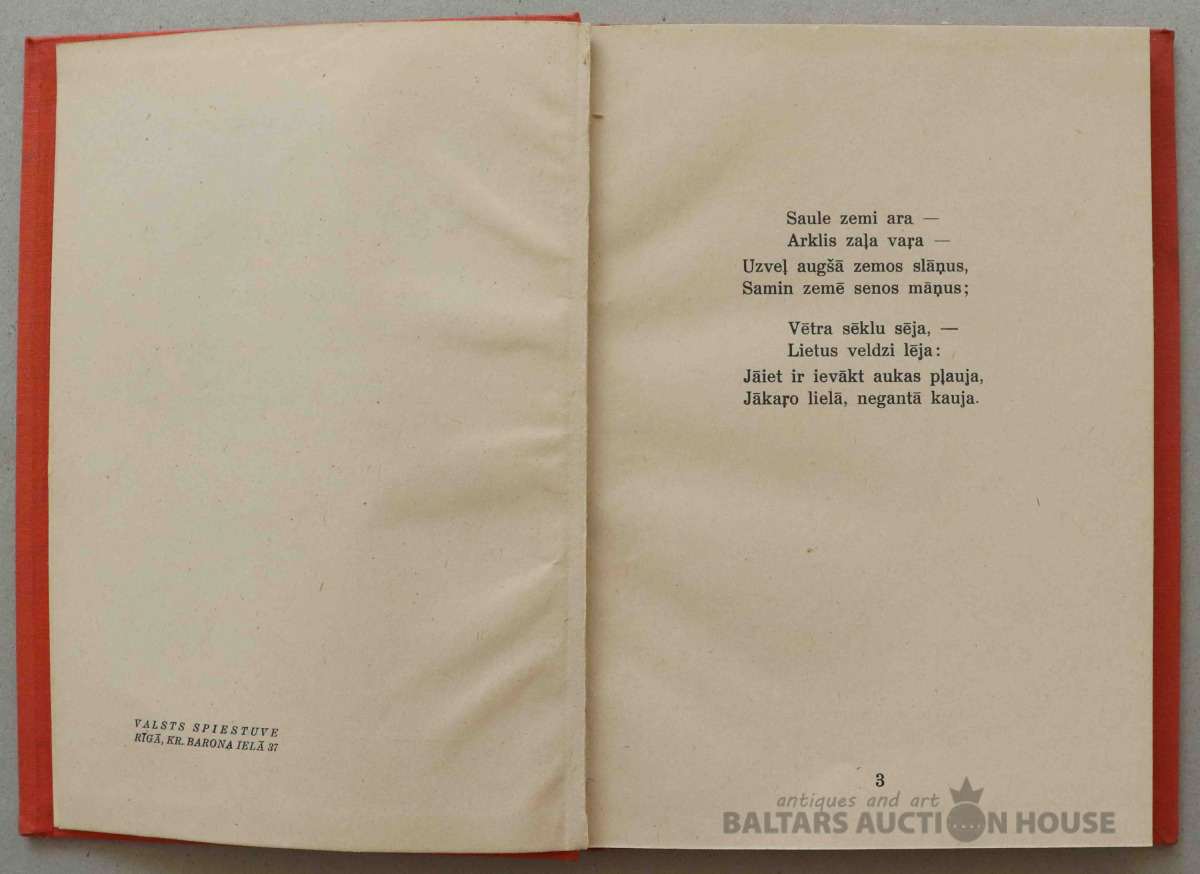 VALSTS SPIESTUVE
RĪGĀ, KR. BARONA IELĀ 37
Saule zemi ara —
Arklis zaļa vaŗa —
Uzveļ augšā zemos slāņus,
Samin zemē senos māņus;
Vētra sēklu sēja, —
Lietus veldzi lēja:
Jāiet ir ievākt aukas pļauja,
Jākaŗo lielā, negantā kauja.
3
antiques and art
BALTARS AUCTION HOUSE